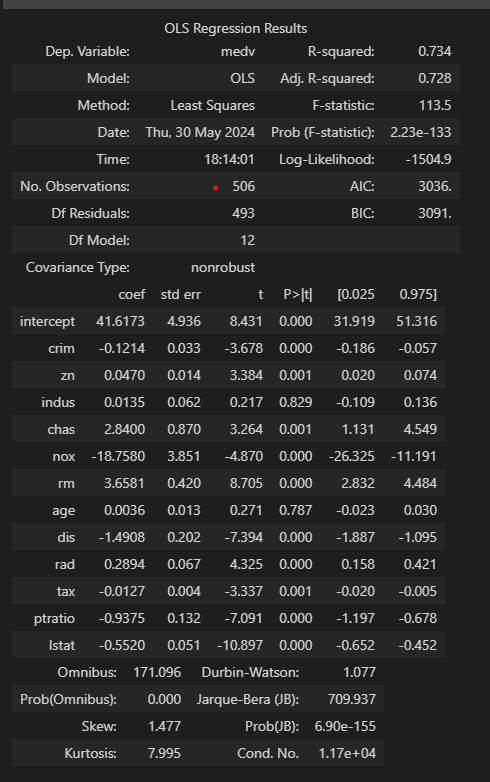 OLS Regression Results
Dep. Variable: medv R-squared: 0.734
Model: OLS Adj. R-squared: 0.728
Method: Least Squares F-statistic: 113.5
Date: Thu, 30 May 2024 Prob (F-statistic): 2.23e-133
Time: 18:14:01 Log-Likelihood: -1504.9
No. Observations: 506 AIC: 3036.
Df Residuals: 493 BIC: 3091.
Df Model: 12
Covariance Type: nonrobust
coef std err t P>|t| [0.025 0.975]
intercept 41.6173 4.936 8.431 0.000 31.919 51.316
crim -0.1214 0.033 -3.678 0.000 -0.186 -0.057
zn 0.0470 0.014 3.384 0.001 0.020 0.074
indus 0.0135 0.062 0.217 0.829 -0.109 0.136
chas 2.8400 0.870 3.264 0.001 1.131 4.549
nox -18.7580 3.851 -4.870 0.000 -26.325 -11.191
rm 3.6581 0.420 8.705 0.000 2.832 4.484
age 0.0036 0.013 0.271 0.787 -0.023 0.030
dis -1.4908 0.202 -7.394 0.000 -1.887 -1.095
rad 0.2894 0.067 4.325 0.000 0.158 0.421
tax -0.0127 0.004 -3.337 0.001 -0.020 -0.005
ptratio -0.9375 0.132 -7.091 0.000 -1.197 -0.678
lstat -0.5520 0.051 -10.897 0.000 -0.652 -0.452
Omnibus: 171.096 Durbin-Watson: 1.077
Prob(Omnibus): 0.000 Jarque-Bera (JB): 709.937
Skew: 1.477 Prob(JB): 6.90e-155
Kurtosis: 7.995 Cond. No. 1.17e+04